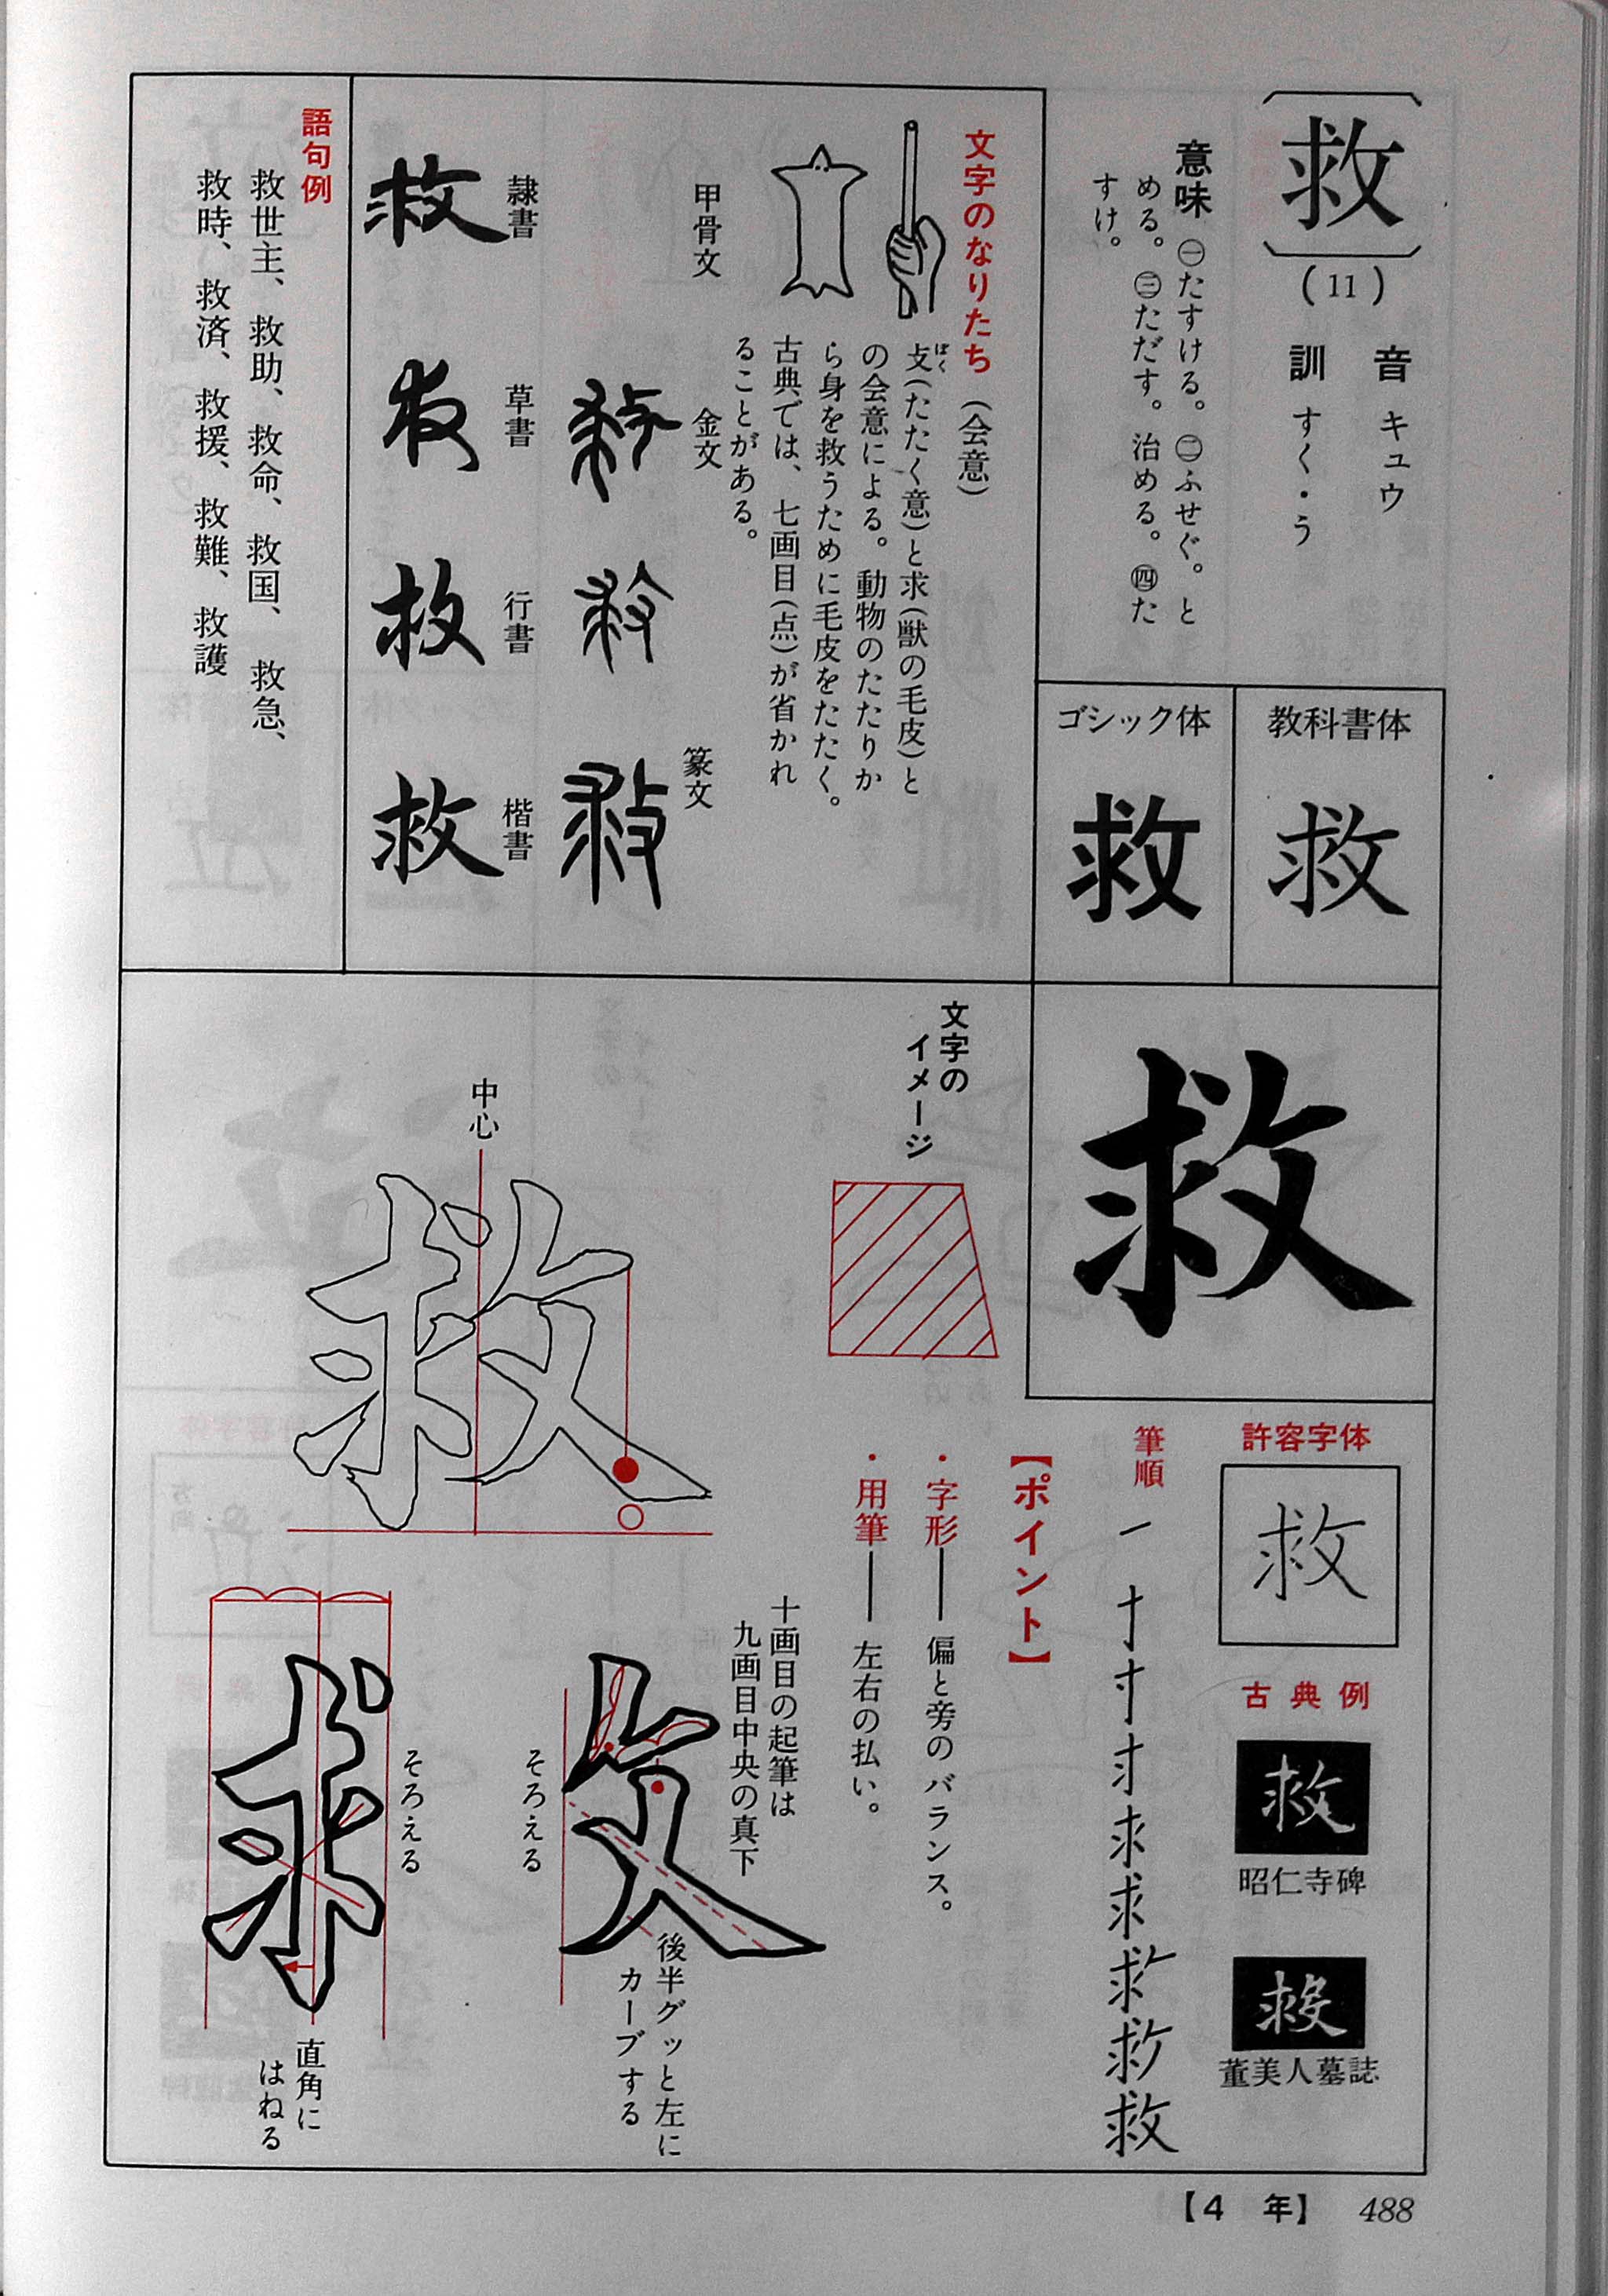 救
(11)
音 キュウ
訓 すく・う
意味 ㊀たすける。㊁ふせぐ。と
める。㊂ただす。治める。㊃た
すけ。
教科書体
救
ゴシック体
救
文字のなりたち（会意）
攴(たたく意)と求(獣の毛皮)と
ぼく
の会意による。動物のたたりか
ら身を救うために毛皮をたたく。
古典では、七画目(点)が省かれ
ることがある。
甲骨文
金文
篆文
隷書
救
草書
行書
救
楷書
救
語句例
救世主、救助、救命、救国、救急、
救時、救済、救援、救難、救護
救
許容字体
救
古典例
救
昭仁寺碑
董美人墓誌
筆順
救
【ポイント】
・字形──偏と旁のバランス。
・用筆──左右の払い。
文字の
イメージ
中心
救
十画目の起筆は
九画目中央の真下
攵
そろえる
後半グッと左に
カーブする
求
そろえる
直角に
はねる
【4 年】 488